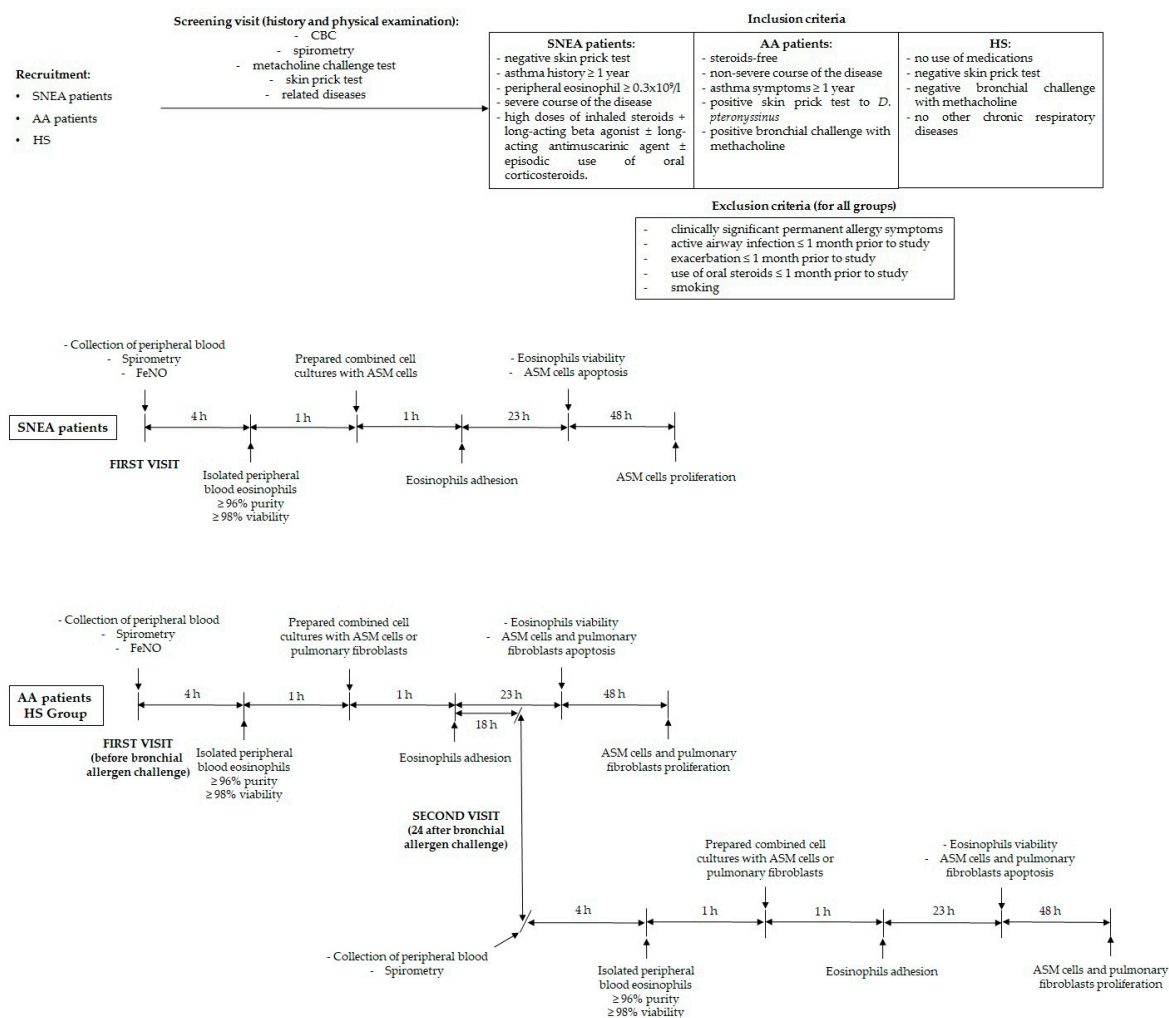 Screening visit (history and physical examination):
- CBC
- spirometry
- metacholine challenge test
- skin prick test
- related diseases
Recruitment:
• SNEA patients
• AA patients
• HS
Inclusion criteria
SNEA patients:
- negative skin prick test
- asthma history ≥ 1 year
- peripheral eosinophil ≥ 0.3x10⁹/l
- severe course of the disease
- high doses of inhaled steroids +
long-acting beta agonist ± long-
acting antimuscarinic agent ±
episodic use of oral
corticosteroids.
AA patients:
- steroids-free
- non-severe course of the disease
- asthma symptoms ≥ 1 year
- positive skin prick test to D.
pteronyssinus
- positive bronchial challenge with
methacholine
HS:
- no use of medications
- negative skin prick test
- negative bronchial challenge
with methacholine
- no other chronic respiratory
diseases
Exclusion criteria (for all groups)
- clinically significant permanent allergy symptoms
- active airway infection ≤ 1 month prior to study
- exacerbation ≤ 1 month prior to study
- use of oral steroids ≤ 1 month prior to study
- smoking
- Collection of peripheral blood
- Spirometry
- FeNO
Prepared combined cell
cultures with ASM cells
- Eosinophils viability
- ASM cells apoptosis
SNEA patients
4 h
1 h
1 h
23 h
48 h
FIRST VISIT
Isolated peripheral
blood eosinophils
≥ 96% purity
≥ 98% viability
Eosinophils adhesion
ASM cells proliferation
- Collection of peripheral blood
- Spirometry
- FeNO
Prepared combined cell
cultures with ASM cells or
pulmonary fibroblasts
- Eosinophils viability
- ASM cells and pulmonary
fibroblasts apoptosis
AA patients
HS Group
4 h
1 h
1 h
23 h
48 h
18 h
FIRST VISIT
(before bronchial
allergen challenge)
Isolated peripheral
blood eosinophils
≥ 96% purity
≥ 98% viability
Eosinophils adhesion
ASM cells and pulmonary
fibroblasts proliferation
SECOND VISIT
(24 after bronchial
allergen challenge)
Prepared combined cell
cultures with ASM cells or
pulmonary fibroblasts
- Eosinophils viability
- ASM cells and pulmonary
fibroblasts apoptosis
4 h
1 h
1 h
23 h
48 h
- Collection of peripheral blood
- Spirometry
Isolated peripheral
blood eosinophils
≥ 96% purity
≥ 98% viability
Eosinophils adhesion
ASM cells and pulmonary
fibroblasts proliferation